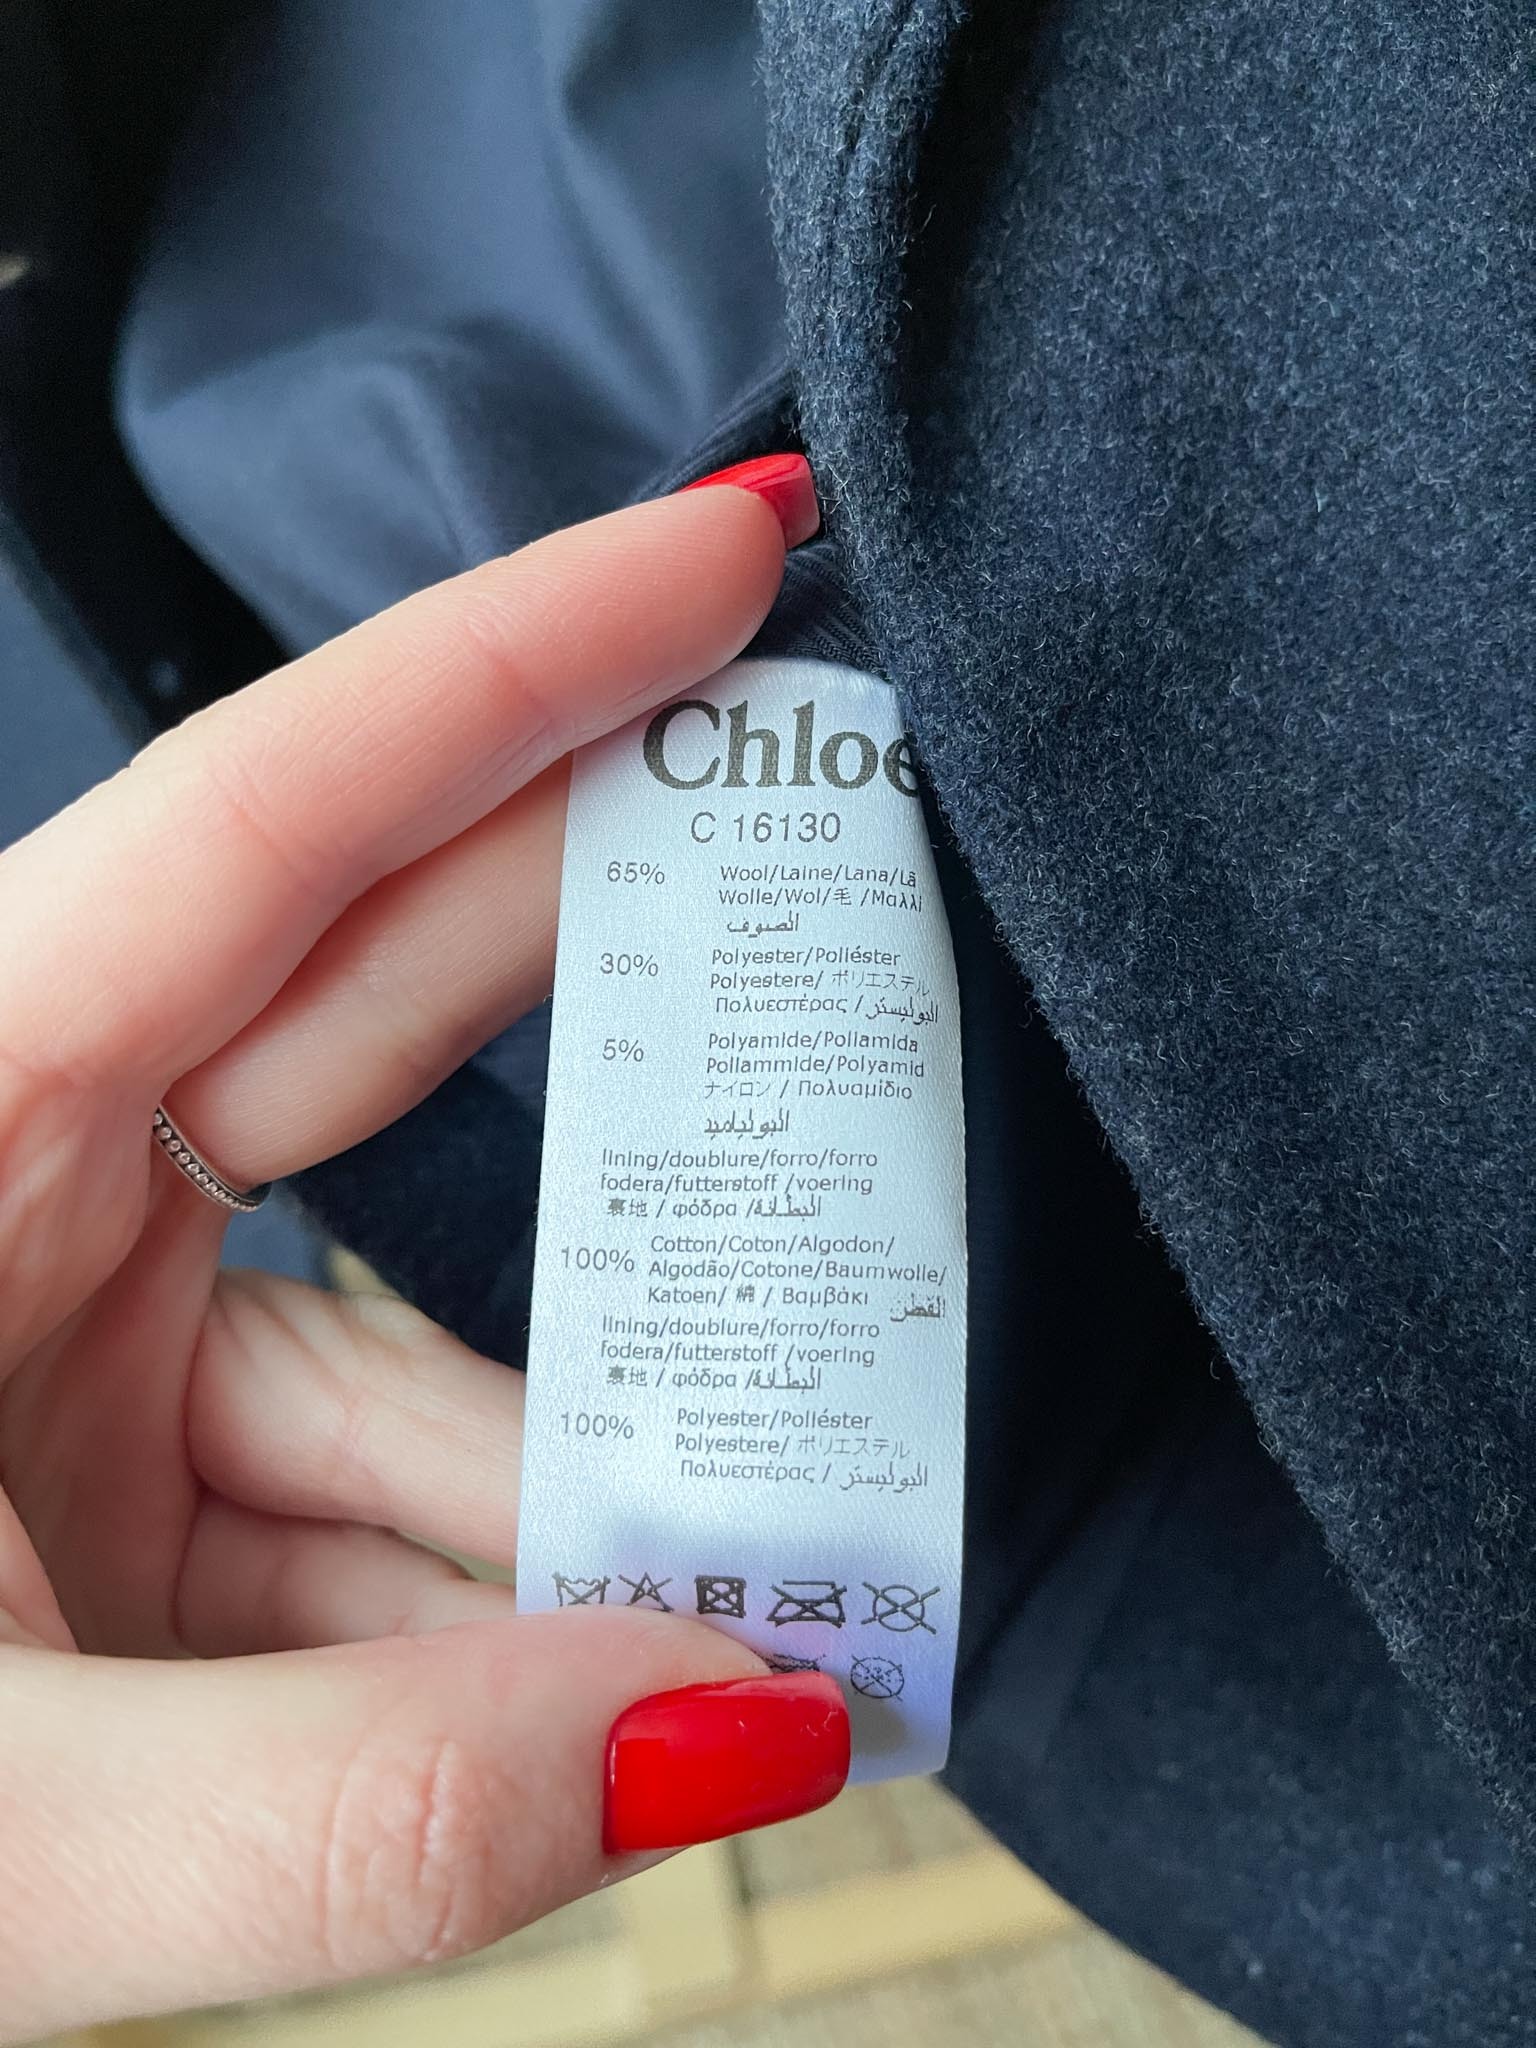 Chloe
C 16130
65% Wool/Laine/Lana/Lã
Wolle/Wol/毛 /Μαλλί
الصوف
30% Polyester/Poliéster
Polyestere/ ポリエステル
Πολυεστέρας / البوليستر
5% Polyamide/Poliamida
Poliammide/Polyamid
ナイロン / Πολυαμίδιο
البولياميد
lining/doublure/forro/forro
fodera/futterstoff /voering
裏地 / φόδρα /البطانة
100% Cotton/Coton/Algodon/
Algodão/Cotone/Baumwolle/
Katoen/ 綿 / Βαμβάκι القطن
lining/doublure/forro/forro
fodera/futterstoff /voering
裏地 / φόδρα /البطانة
100% Polyester/Poliéster
Polyestere/ ポリエステル
Πολυεστέρας / البوليستر